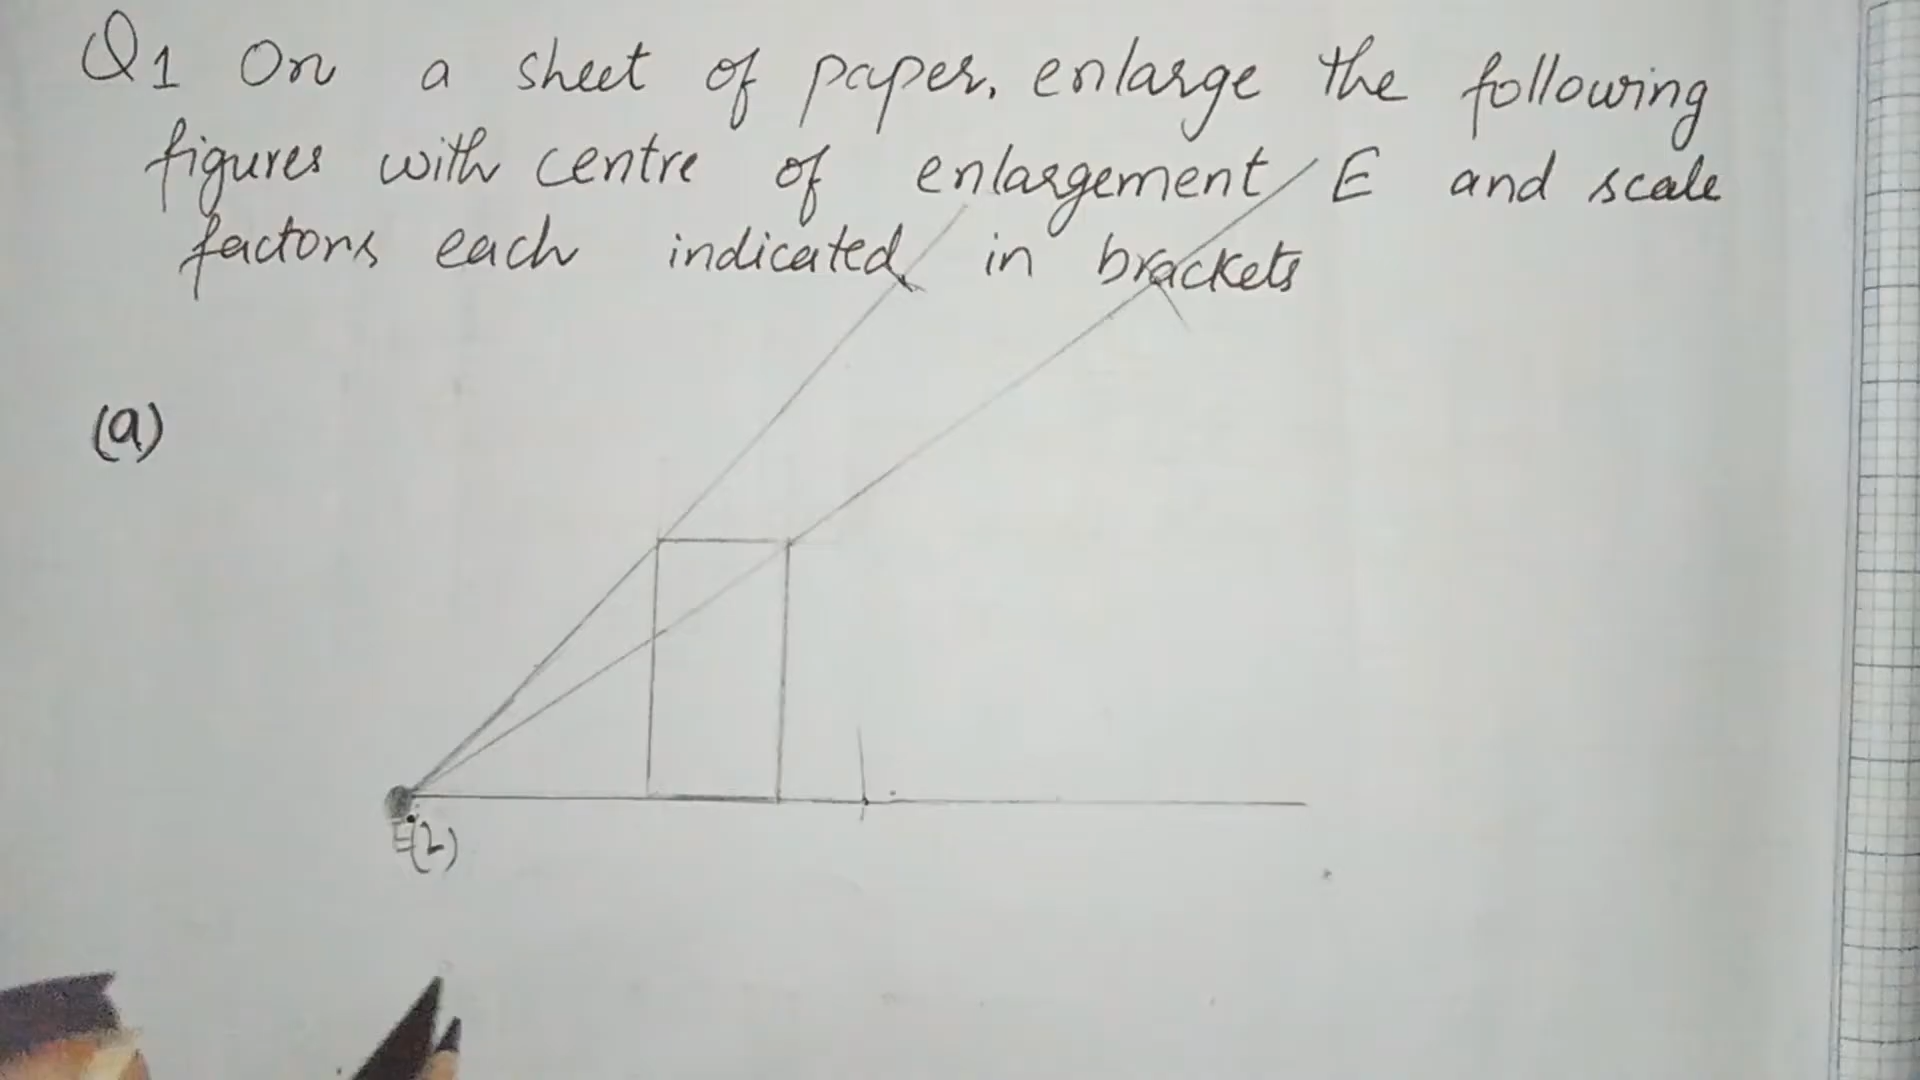 Q1 On a sheet of paper, enlarge the following
figures with centre of enlargement E and scale
factors each indicated in brackets
(a)
E(2)